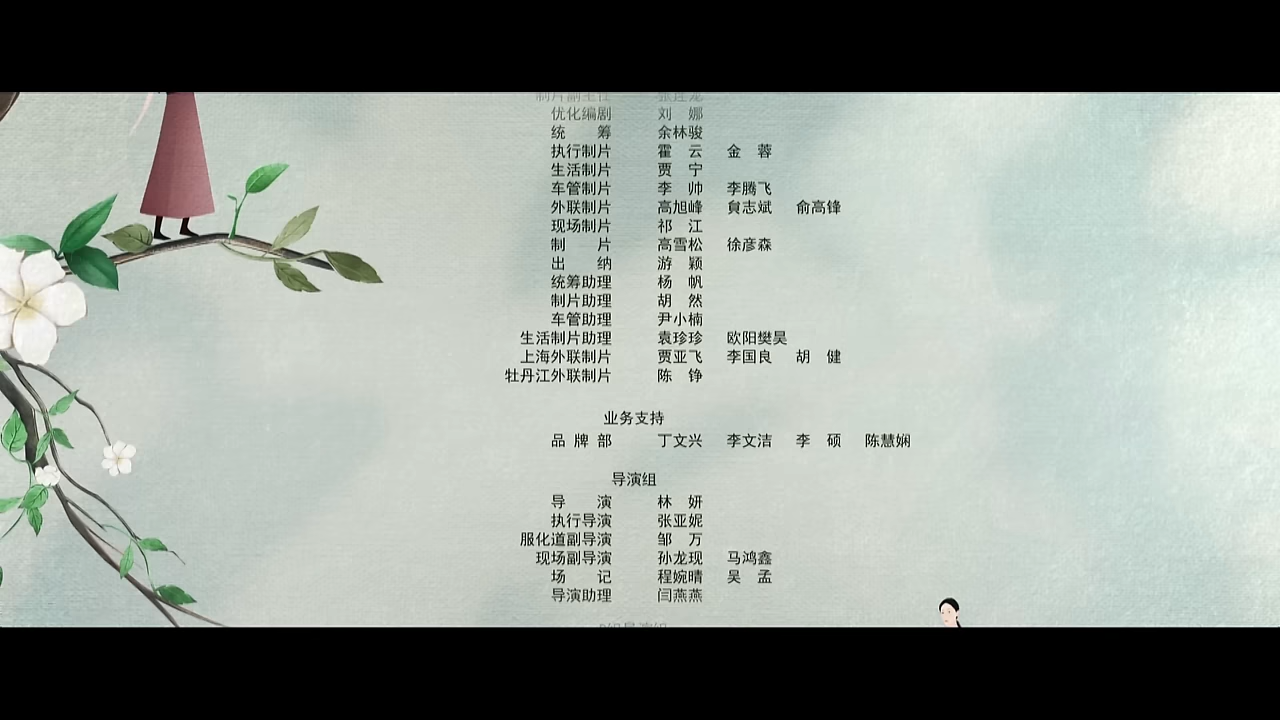 优化编剧 刘 娜
统 筹 余林骏
执行制片 霍 云 金 蓉
生活制片 贾 宁
车管制片 李 帅 李腾飞
外联制片 高旭峰 貟志斌 俞高锋
现场制片 祁 江
制 片 高雪松 徐彦森
出 纳 游 颖
统筹助理 杨 帆
制片助理 胡 然
车管助理 尹小楠
生活制片助理 袁珍珍 欧阳樊昊
上海外联制片 贾亚飞 李国良 胡 健
牡丹江外联制片 陈 铮
业务支持
品 牌 部 丁文兴 李文洁 李 硕 陈慧娴
导演组
导 演 林 妍
执行导演 张亚妮
服化道副导演 邹 万
现场副导演 孙龙现 马鸿鑫
场 记 程婉晴 吴 孟
导演助理 闫燕燕